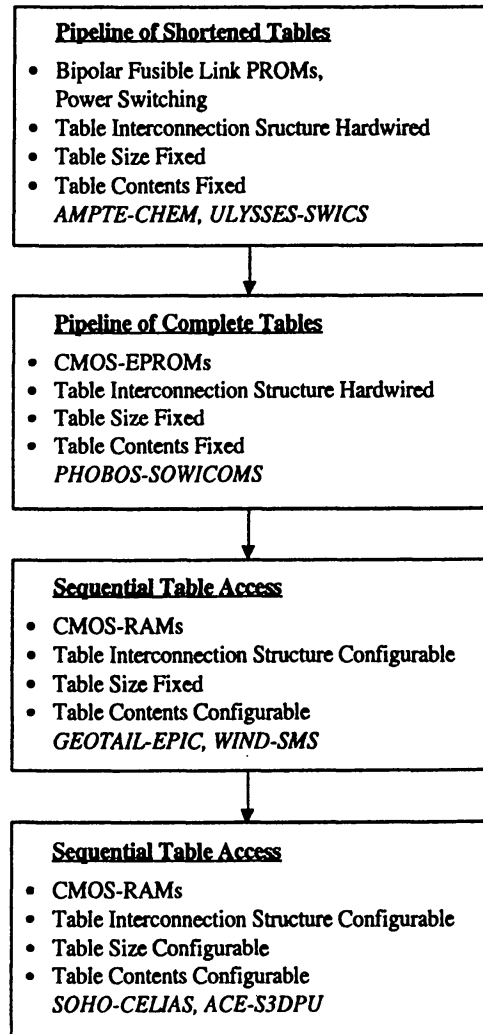 Pipeline of Shortened Tables
• Bipolar Fusible Link PROMs,
Power Switching
• Table Interconnection Sructure Hardwired
• Table Size Fixed
• Table Contents Fixed
AMPTE-CHEM, ULYSSES-SWICS
Pipeline of Complete Tables
• CMOS-EPROMs
• Table Interconnection Structure Hardwired
• Table Size Fixed
• Table Contents Fixed
PHOBOS-SOWICOMS
Sequential Table Access
• CMOS-RAMs
• Table Interconnection Structure Configurable
• Table Size Fixed
• Table Contents Configurable
GEOTAIL-EPIC, WIND-SMS
Sequential Table Access
• CMOS-RAMs
• Table Interconnection Structure Configurable
• Table Size Configurable
• Table Contents Configurable
SOHO-CELIAS, ACE-S3DPU